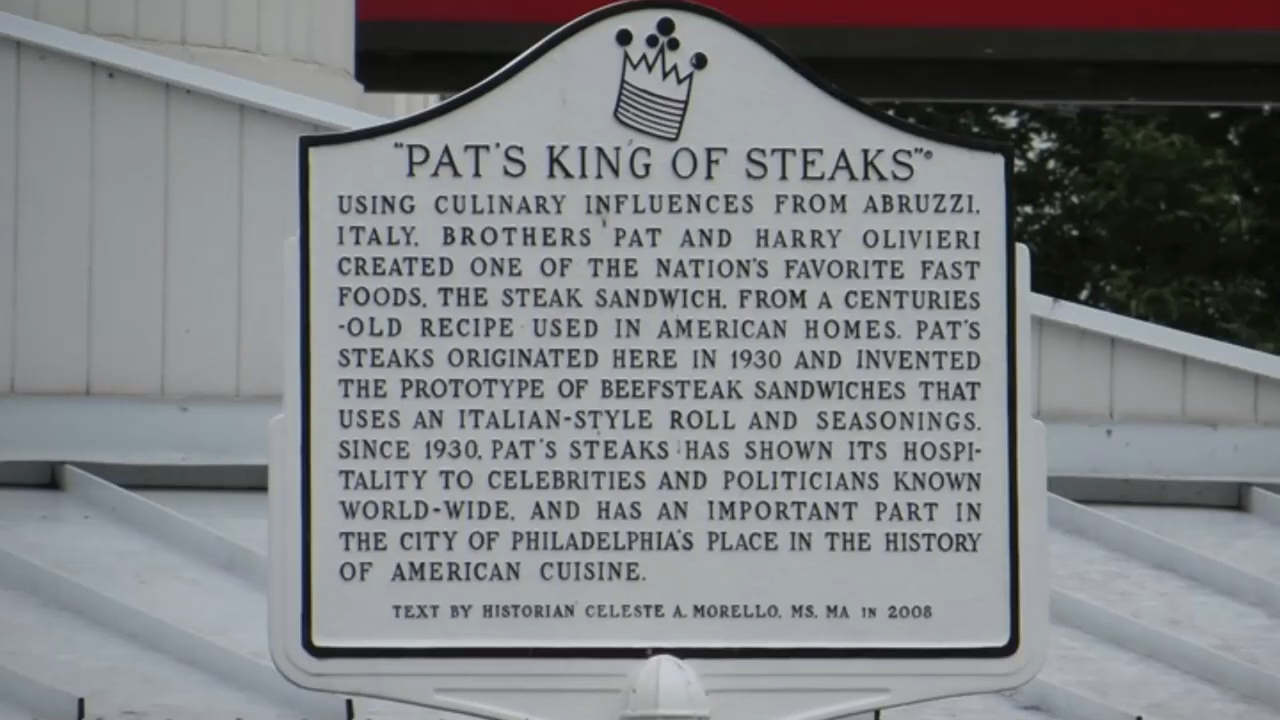 "PAT'S KING OF STEAKS"®
USING CULINARY INFLUENCES FROM ABRUZZI,
ITALY, BROTHERS PAT AND HARRY OLIVIERI
CREATED ONE OF THE NATION'S FAVORITE FAST
FOODS, THE STEAK SANDWICH, FROM A CENTURIES
-OLD RECIPE USED IN AMERICAN HOMES. PAT'S
STEAKS ORIGINATED HERE IN 1930 AND INVENTED
THE PROTOTYPE OF BEEFSTEAK SANDWICHES THAT
USES AN ITALIAN-STYLE ROLL AND SEASONINGS.
SINCE 1930, PAT'S STEAKS HAS SHOWN ITS HOSPI-
TALITY TO CELEBRITIES AND POLITICIANS KNOWN
WORLD-WIDE, AND HAS AN IMPORTANT PART IN
THE CITY OF PHILADELPHIA'S PLACE IN THE HISTORY
OF AMERICAN CUISINE.
TEXT BY HISTORIAN CELESTE A. MORELLO, MS, MA IN 2008